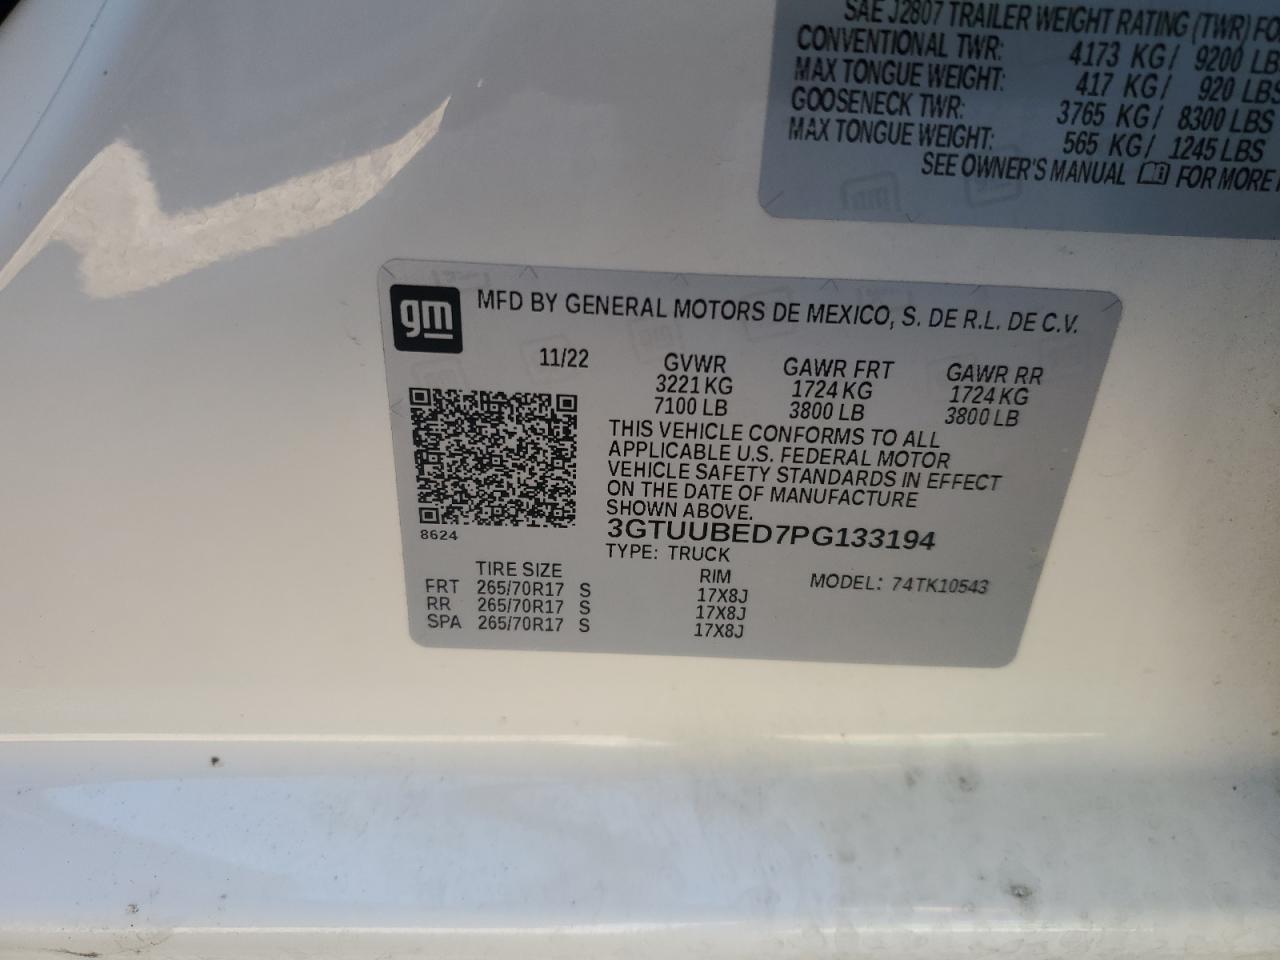 SAE J2807 TRAILER WEIGHT RATING (TWR)
CONVENTIONAL TWR: 4173 KG/ 9200 LBS
MAX TONGUE WEIGHT: 417 KG/ 920 LBS
GOOSENECK TWR: 3765 KG/ 8300 LBS
MAX TONGUE WEIGHT: 565 KG/ 1245 LBS
SEE OWNER'S MANUAL FOR MORE
gm
MFD BY GENERAL MOTORS DE MEXICO, S. DE R.L. DE C.V.
11/22 GVWR GAWR FRT GAWR RR
3221 KG 1724 KG 1724 KG
7100 LB 3800 LB 3800 LB
THIS VEHICLE CONFORMS TO ALL
APPLICABLE U.S. FEDERAL MOTOR
VEHICLE SAFETY STANDARDS IN EFFECT
ON THE DATE OF MANUFACTURE
SHOWN ABOVE.
8624
3GTUUBED7PG133194
TYPE: TRUCK
TIRE SIZE RIM MODEL: 74TK10543
FRT 265/70R17 S 17X8J
RR 265/70R17 S 17X8J
SPA 265/70R17 S 17X8J